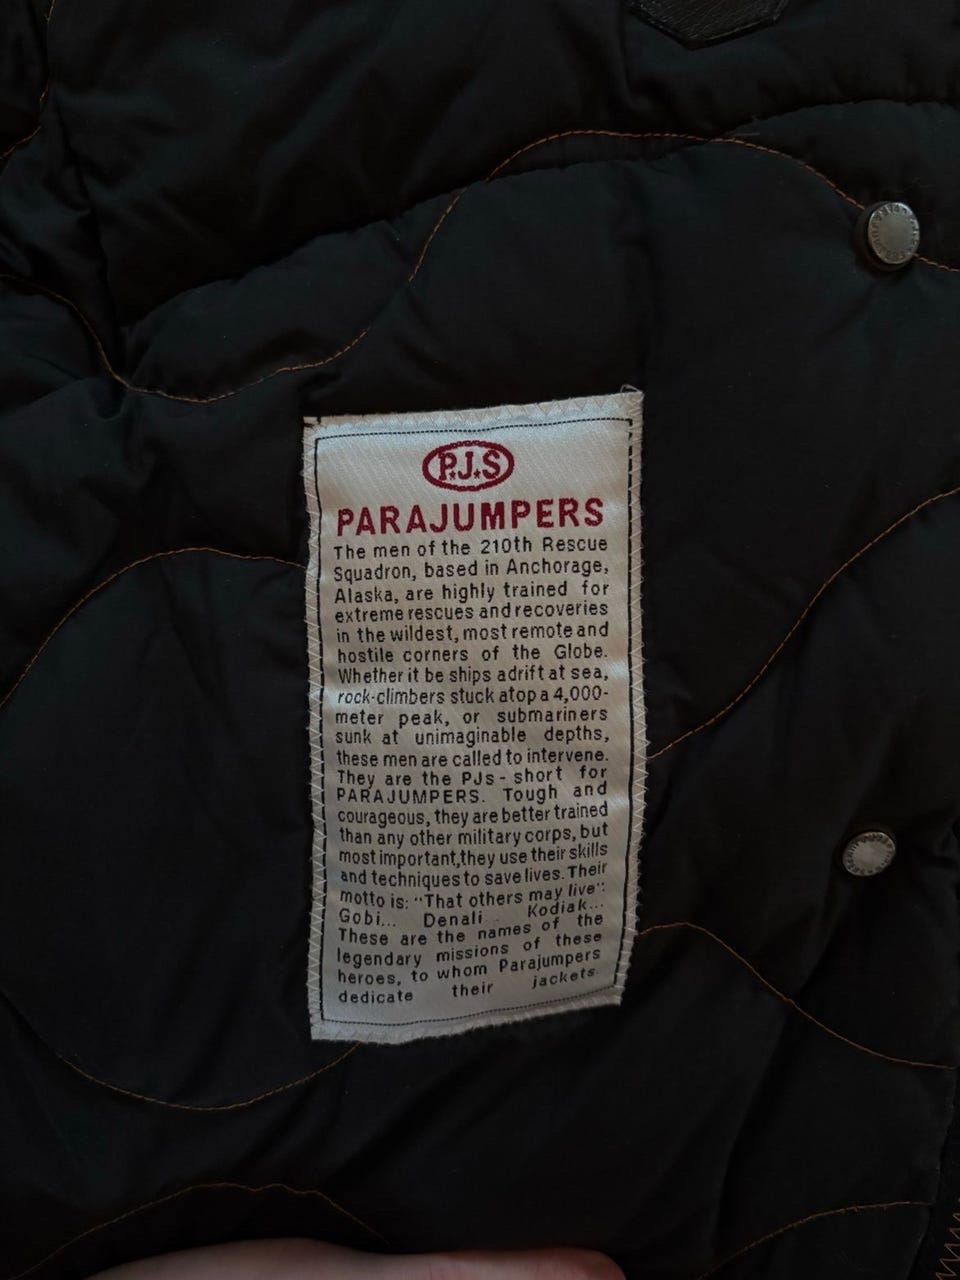 P.J.S
PARAJUMPERS
The men of the 210th Rescue
Squadron, based in Anchorage,
Alaska, are highly trained for
extreme rescues and recoveries
in the wildest, most remote and
hostile corners of the Globe.
Whether it be ships adrift at sea,
rock-climbers stuck atop a 4,000-
meter peak, or submariners
sunk at unimaginable depths,
these men are called to intervene.
They are the PJs - short for
PARAJUMPERS. Tough and
courageous, they are better trained
than any other military corps, but
most important,they use their skills
and techniques to save lives. Their
motto is: "That others may live".
Gobi... Denali... Kodiak...
These are the names of the
legendary missions of these
heroes, to whom Parajumpers
dedicate their jackets.